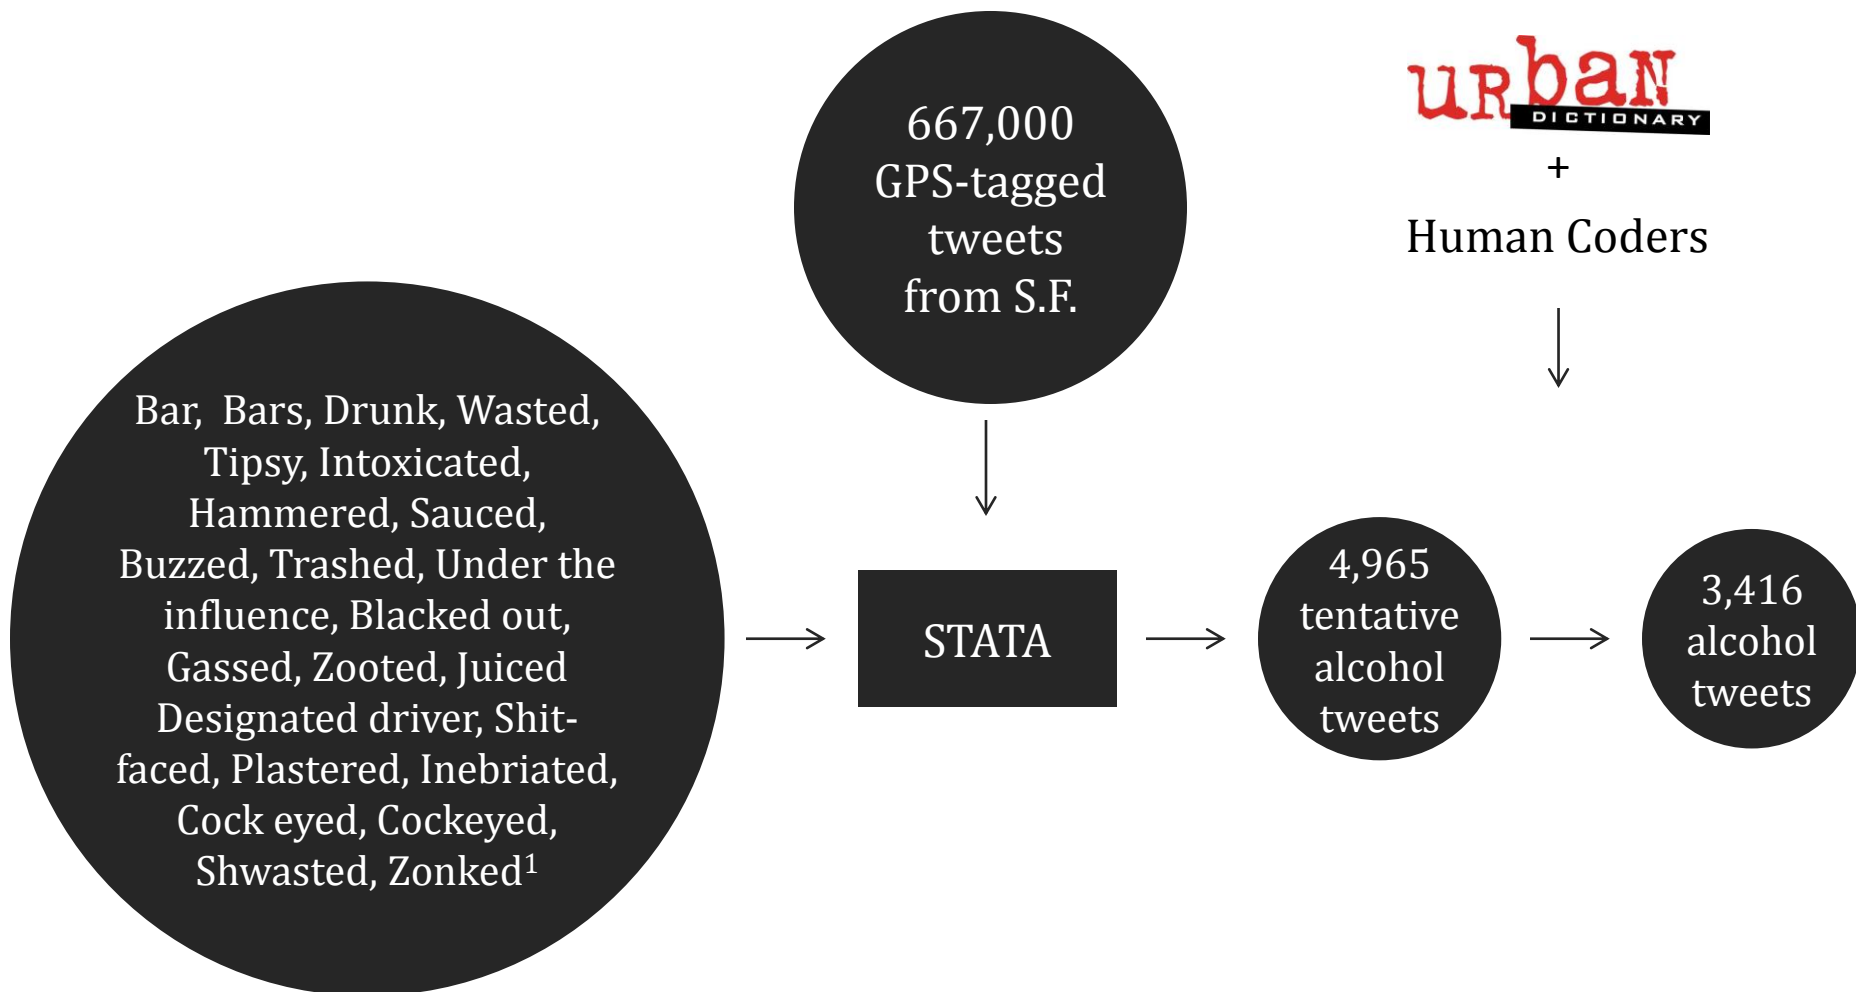 667,000
GPS-tagged
tweets
from S.F.
urban
DICTIONARY
+
Human Coders
Bar,  Bars, Drunk, Wasted,
Tipsy, Intoxicated,
Hammered, Sauced,
Buzzed, Trashed, Under the
influence, Blacked out,
Gassed, Zooted, Juiced
Designated driver, Shit-
faced, Plastered, Inebriated,
Cock eyed, Cockeyed,
Shwasted, Zonked¹
STATA
4,965
tentative
alcohol
tweets
3,416
alcohol
tweets